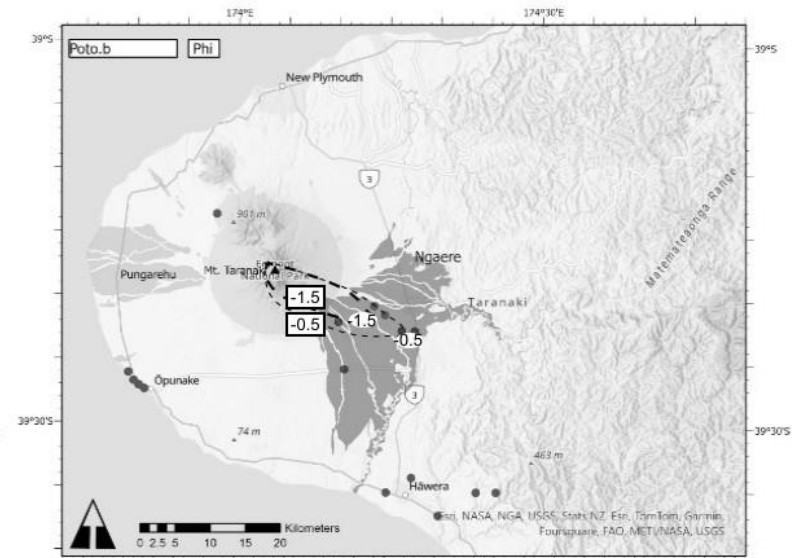 174°E
174°30'E
39°S
39°S
Poto.b
Phi
New Plymouth
3
981 m
Matemateaonga Range
Ngaere
Egmont
National Park
Mt. Taranaki
Pungarehu
Taranaki
-1.5
-0.5
-1.5
-0.5
Ōpunake
3
39°30'S
39°30'S
74 m
463 m
Hāwera
0 2.5 5 10 15 20
Kilometers
Esri, NASA, NGA, USGS, Stats NZ, Esri, TomTom, Garmin,
Foursquare, FAO, METI/NASA, USGS